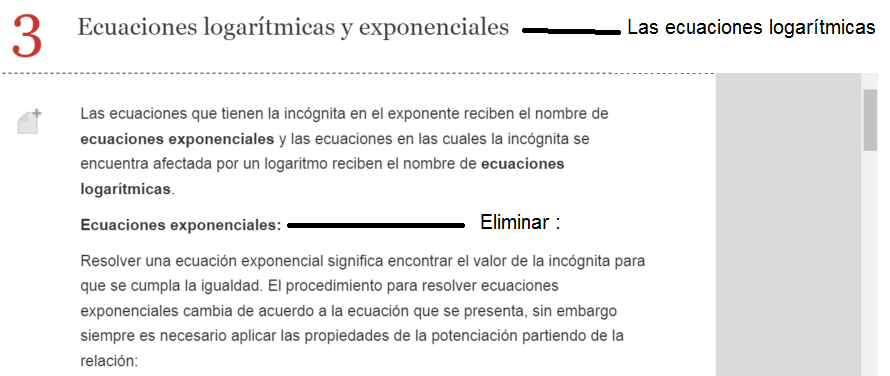 3 Ecuaciones logarítmicas y exponenciales Las ecuaciones logarítmicas
Las ecuaciones que tienen la incógnita en el exponente reciben el nombre de
ecuaciones exponenciales y las ecuaciones en las cuales la incógnita se
encuentra afectada por un logaritmo reciben el nombre de ecuaciones
logarítmicas.
Ecuaciones exponenciales: Eliminar :
Resolver una ecuación exponencial significa encontrar el valor de la incógnita para
que se cumpla la igualdad. El procedimiento para resolver ecuaciones
exponenciales cambia de acuerdo a la ecuación que se presenta, sin embargo
siempre es necesario aplicar las propiedades de la potenciación partiendo de la
relación: